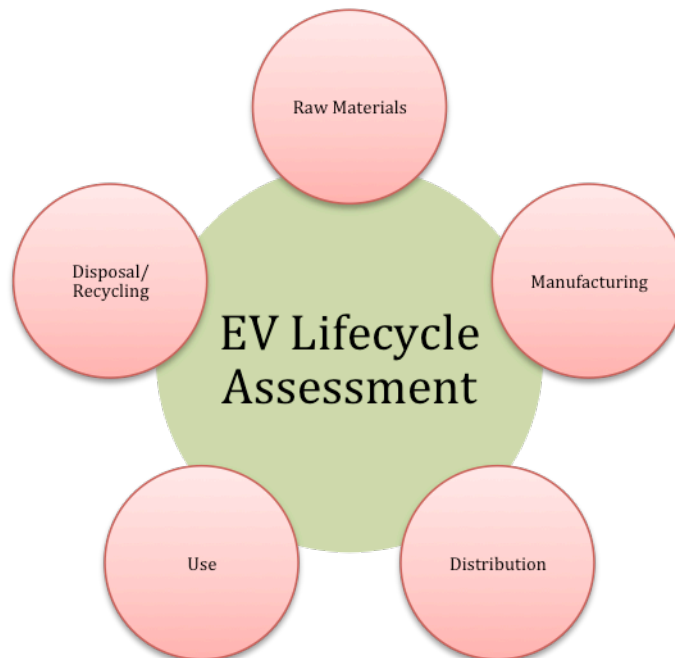 Raw Materials
Manufacturing
Distribution
Use
Disposal/
Recycling
EV Lifecycle
Assessment